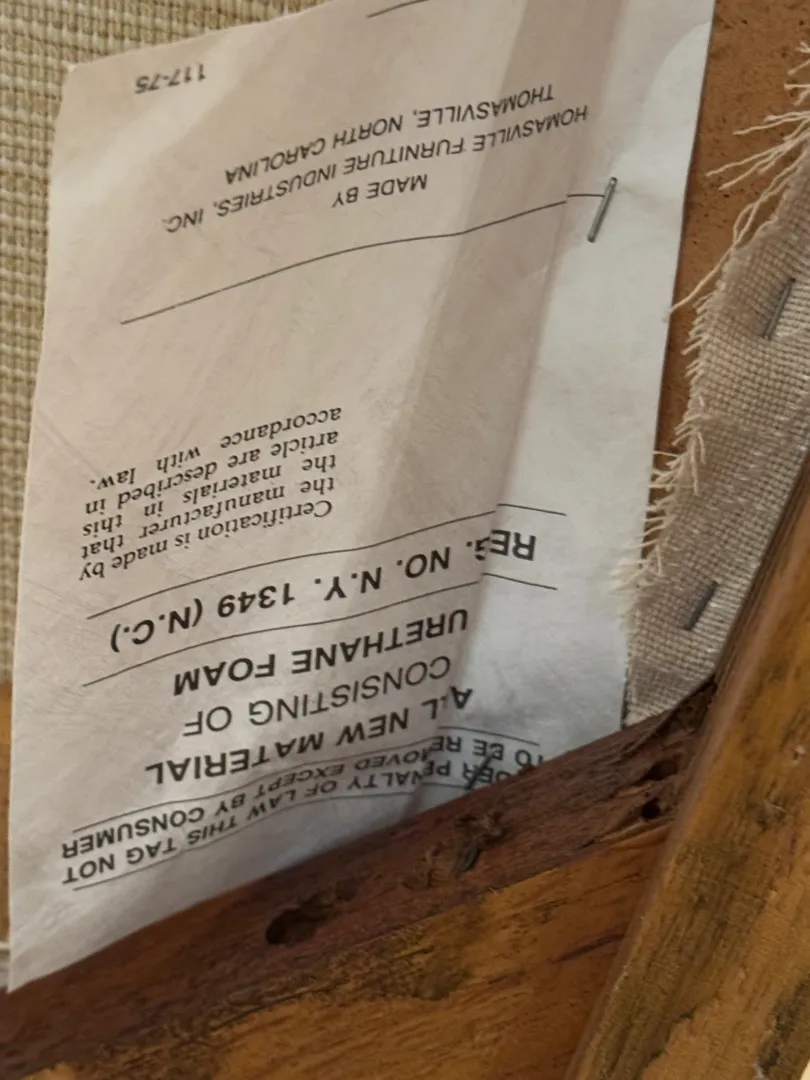 UNDER PENALTY OF LAW THIS TAG NOT
TO BE REMOVED EXCEPT BY CONSUMER
ALL NEW MATERIAL
CONSISTING OF
URETHANE FOAM
REG. NO. N.Y. 1349 (N.C.)
Certification is made by
the manufacturer that
the materials in this
article are described in
accordance with law.
MADE BY
HOMASVILLE FURNITURE INDUSTRIES, INC.
THOMASVILLE, NORTH CAROLINA
117-75